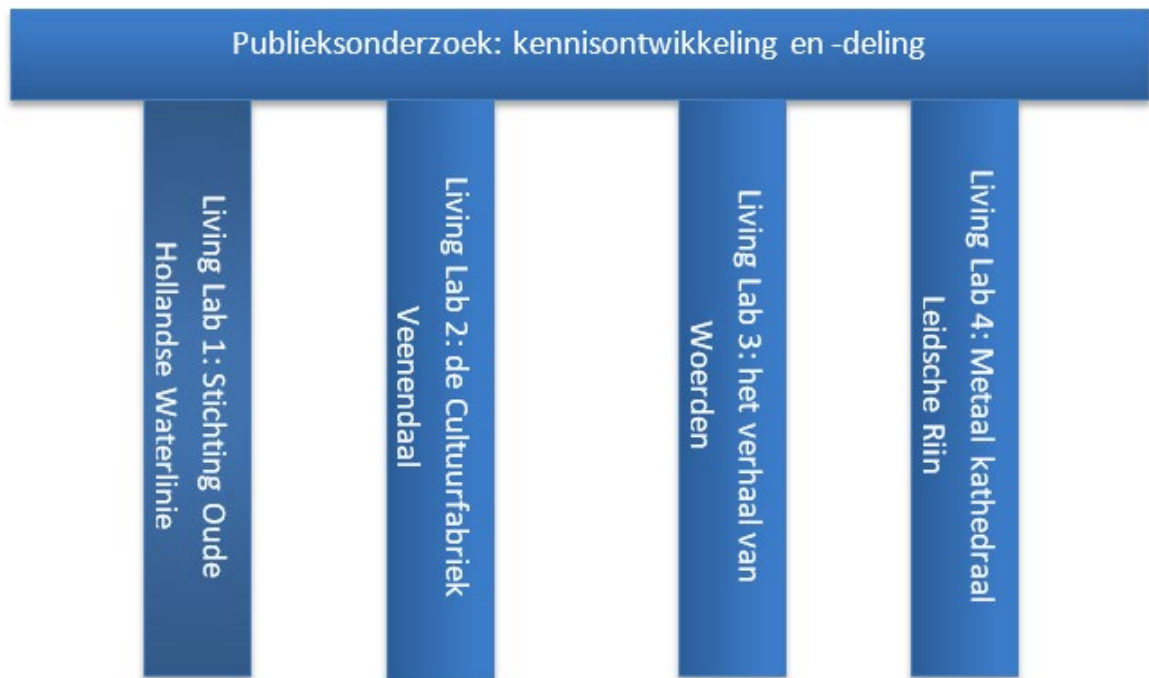 Publieksonderzoek: kennisontwikkeling en -deling
Living Lab 1: Stichting Oude
Hollandse Waterlinie
Living Lab 2: de Cultuurfabriek
Veenendaal
Living Lab 3: het verhaal van
Woerden
Living Lab 4: Metaal kathedraal
Leidsche Riin